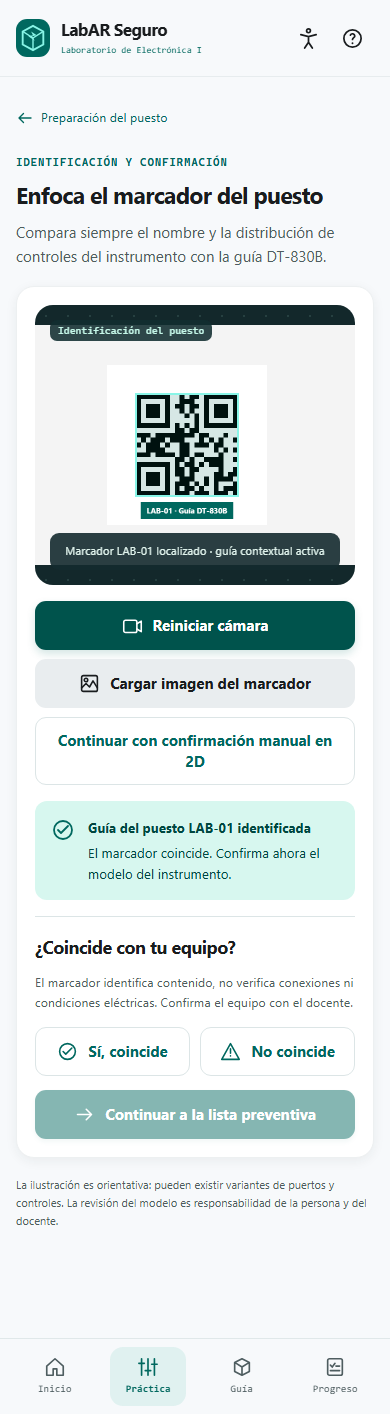 LabAR Seguro
Laboratorio de Electrónica I
Preparación del puesto
IDENTIFICACIÓN Y CONFIRMACIÓN
Enfoca el marcador del puesto
Compara siempre el nombre y la distribución de
controles del instrumento con la guía DT-830B.
Identificación del puesto
LAB-01 · Guía DT-830B
Marcador LAB-01 localizado · guía contextual activa
Reiniciar cámara
Cargar imagen del marcador
Continuar con confirmación manual en
2D
Guía del puesto LAB-01 identificada
El marcador coincide. Confirma ahora el
modelo del instrumento.
¿Coincide con tu equipo?
El marcador identifica contenido, no verifica conexiones ni
condiciones eléctricas. Confirma el equipo con el docente.
Sí, coincide
No coincide
Continuar a la lista preventiva
La ilustración es orientativa: pueden existir variantes de puertos y
controles. La revisión del modelo es responsabilidad de la persona y del
docente.
Inicio
Práctica
Guía
Progreso